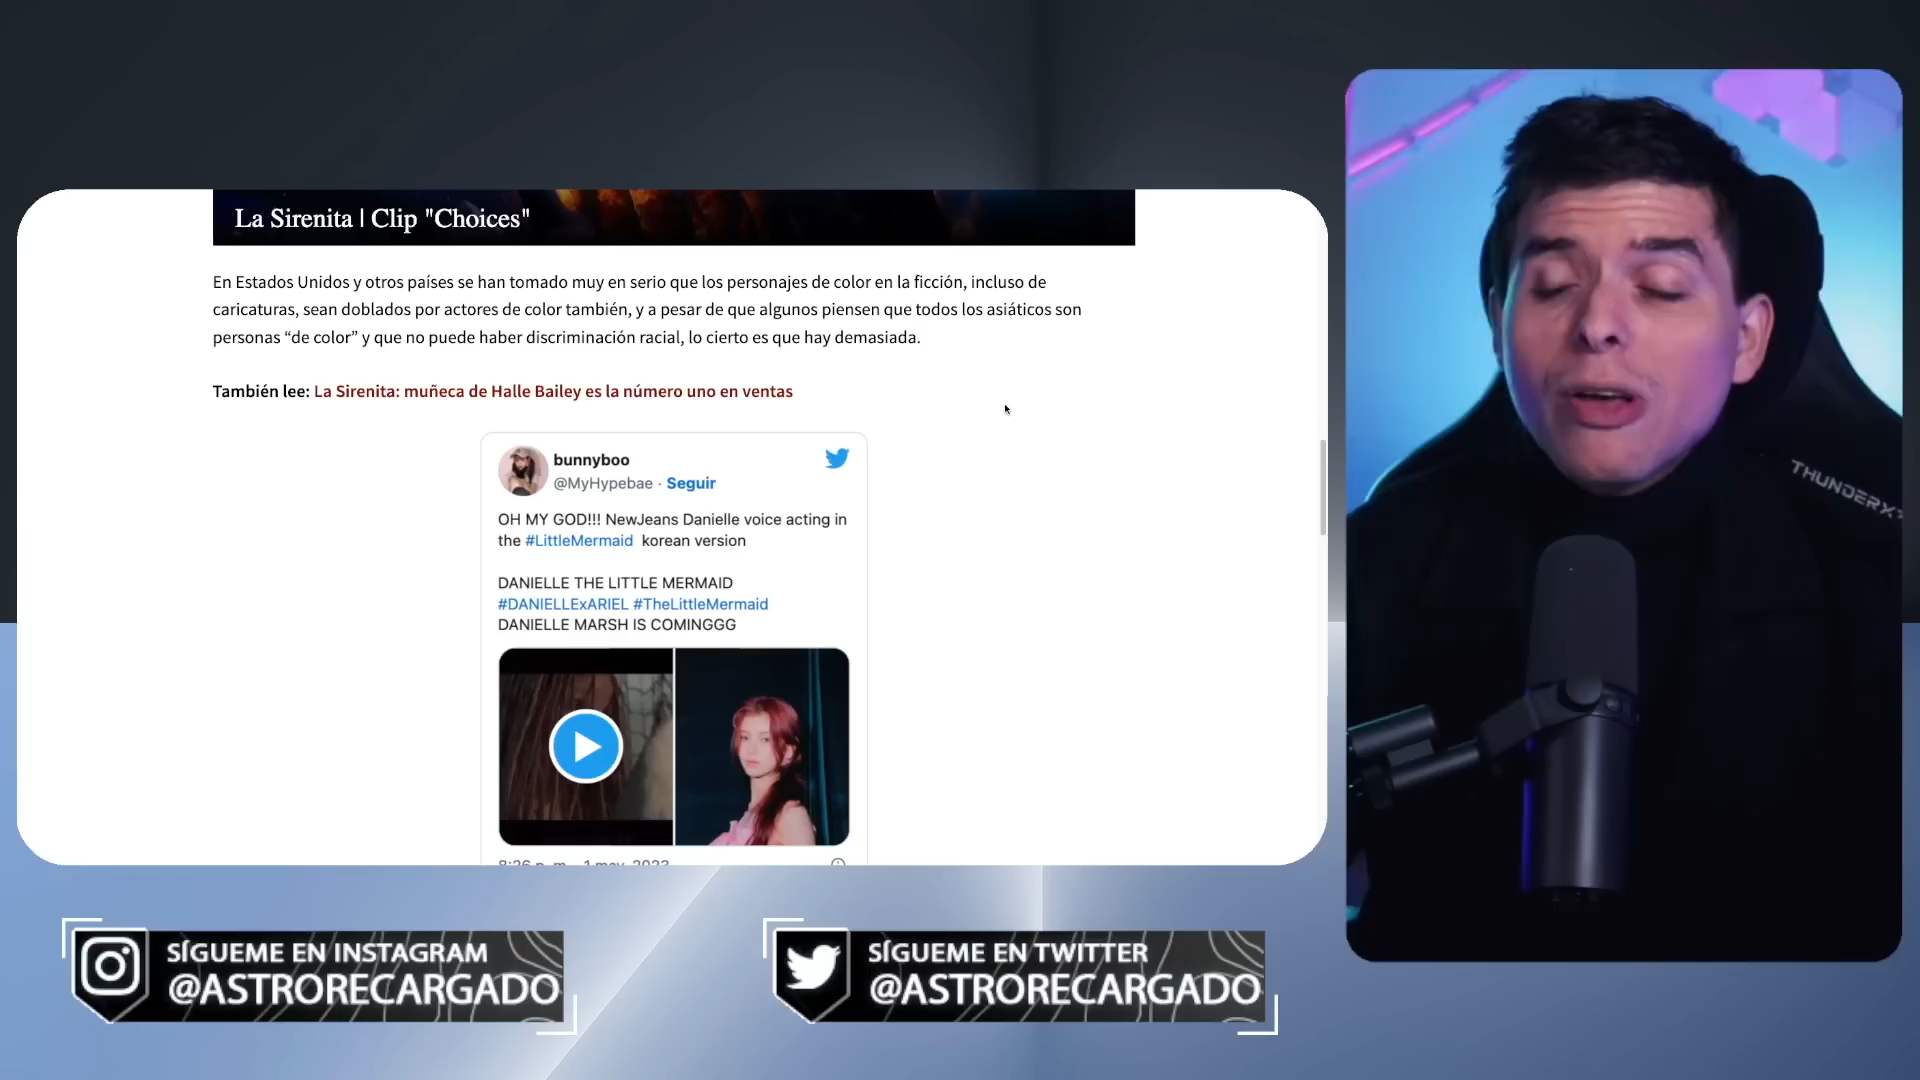 La Sirenita | Clip "Choices"
En Estados Unidos y otros países se han tomado muy en serio que los personajes de color en la ficción, incluso de
caricaturas, sean doblados por actores de color también, y a pesar de que algunos piensen que todos los asiáticos son
personas “de color” y que no puede haber discriminación racial, lo cierto es que hay demasiada.
También lee: La Sirenita: muñeca de Halle Bailey es la número uno en ventas
bunnyboo
@MyHypebae · Seguir
OH MY GOD!!! NewJeans Danielle voice acting in
the #LittleMermaid korean version
DANIELLE THE LITTLE MERMAID
#DANIELLExARIEL #TheLittleMermaid
DANIELLE MARSH IS COMINGGG
8:26 p. m. · 1 may. 2023
THUNDERX
SÍGUEME EN INSTAGRAM
@ASTRORECARGADO
SÍGUEME EN TWITTER
@ASTRORECARGADO